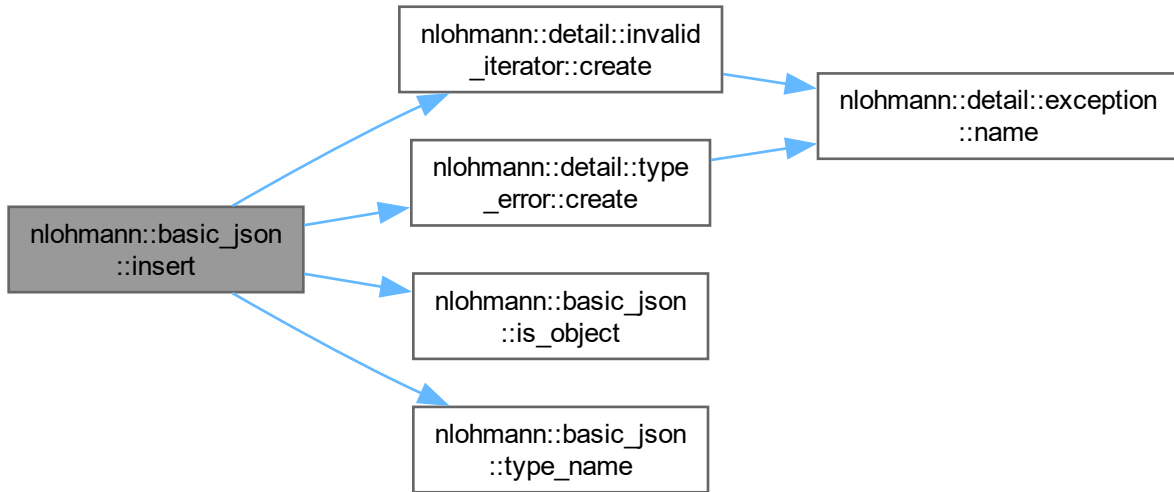 nlohmann::detail::invalid
_iterator::create
nlohmann::detail::exception
::name
nlohmann::detail::type
_error::create
nlohmann::basic_json
::insert
nlohmann::basic_json
::is_object
nlohmann::basic_json
::type_name